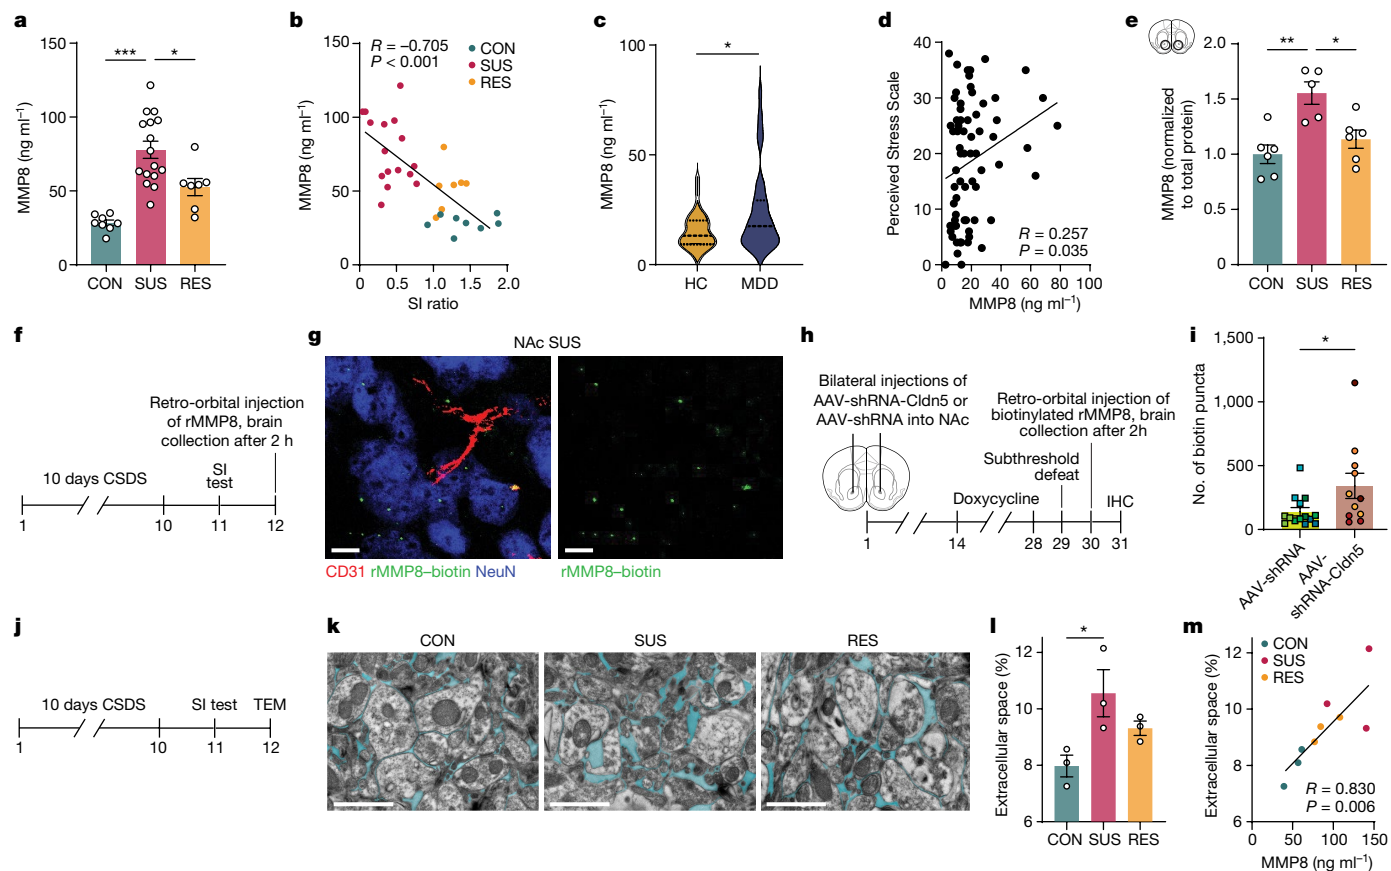 a
MMP8 (ng ml⁻¹)
150
100
50
0
***
*
CON
SUS
RES
b
MMP8 (ng ml⁻¹)
150
100
50
0
R = –0.705
P < 0.001
CON
SUS
RES
0
0.5
1.0
1.5
2.0
SI ratio
c
MMP8 (ng ml⁻¹)
100
50
0
*
HC
MDD
d
Perceived Stress Scale
40
30
20
10
0
R = 0.257
P = 0.035
0
20
40
60
80
100
MMP8 (ng ml⁻¹)
e
MMP8 (normalized
to total protein)
2.0
1.5
1.0
0.5
0
**
*
CON
SUS
RES
f
Retro-orbital injection
of rMMP8, brain
collection after 2 h
10 days CSDS
SI
test
1
10
11
12
g
NAc SUS
CD31 rMMP8–biotin NeuN
rMMP8–biotin
h
Bilateral injections of
AAV-shRNA-Cldn5 or
AAV-shRNA into NAc
Retro-orbital injection of
biotinylated rMMP8, brain
collection after 2h
Subthreshold
defeat
Doxycycline
IHC
1
14
28
29
30
31
i
No. of biotin puncta
1,500
1,000
500
0
*
AAV-shRNA
AAV-
shRNA-Cldn5
j
10 days CSDS
SI test
TEM
1
10
11
12
k
CON
SUS
RES
l
Extracellular space (%)
12
10
8
6
*
CON
SUS
RES
m
Extracellular space (%)
12
10
8
6
CON
SUS
RES
R = 0.830
P = 0.006
0
50
100
150
MMP8 (ng ml⁻¹)